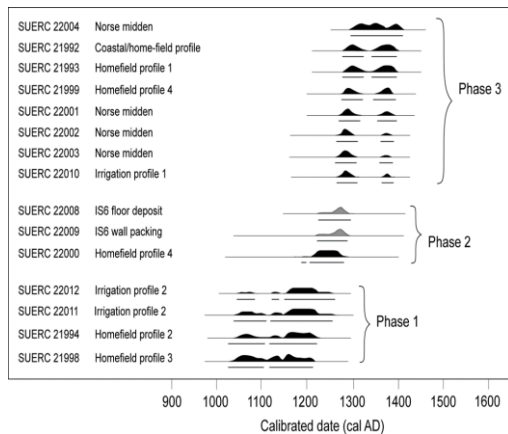 SUERC 22004 Norse midden
SUERC 21992 Coastal/home-field profile
SUERC 21993 Homefield profile 1
SUERC 21999 Homefield profile 4
SUERC 22001 Norse midden
SUERC 22002 Norse midden
SUERC 22003 Norse midden
SUERC 22010 Irrigation profile 1
Phase 3
SUERC 22008 IS6 floor deposit
SUERC 22009 IS6 wall packing
SUERC 22000 Homefield profile 4
Phase 2
SUERC 22012 Irrigation profile 2
SUERC 22011 Irrigation profile 2
SUERC 21994 Homefield profile 2
SUERC 21998 Homefield profile 3
Phase 1
900 1000 1100 1200 1300 1400 1500 1600
Calibrated date (cal AD)